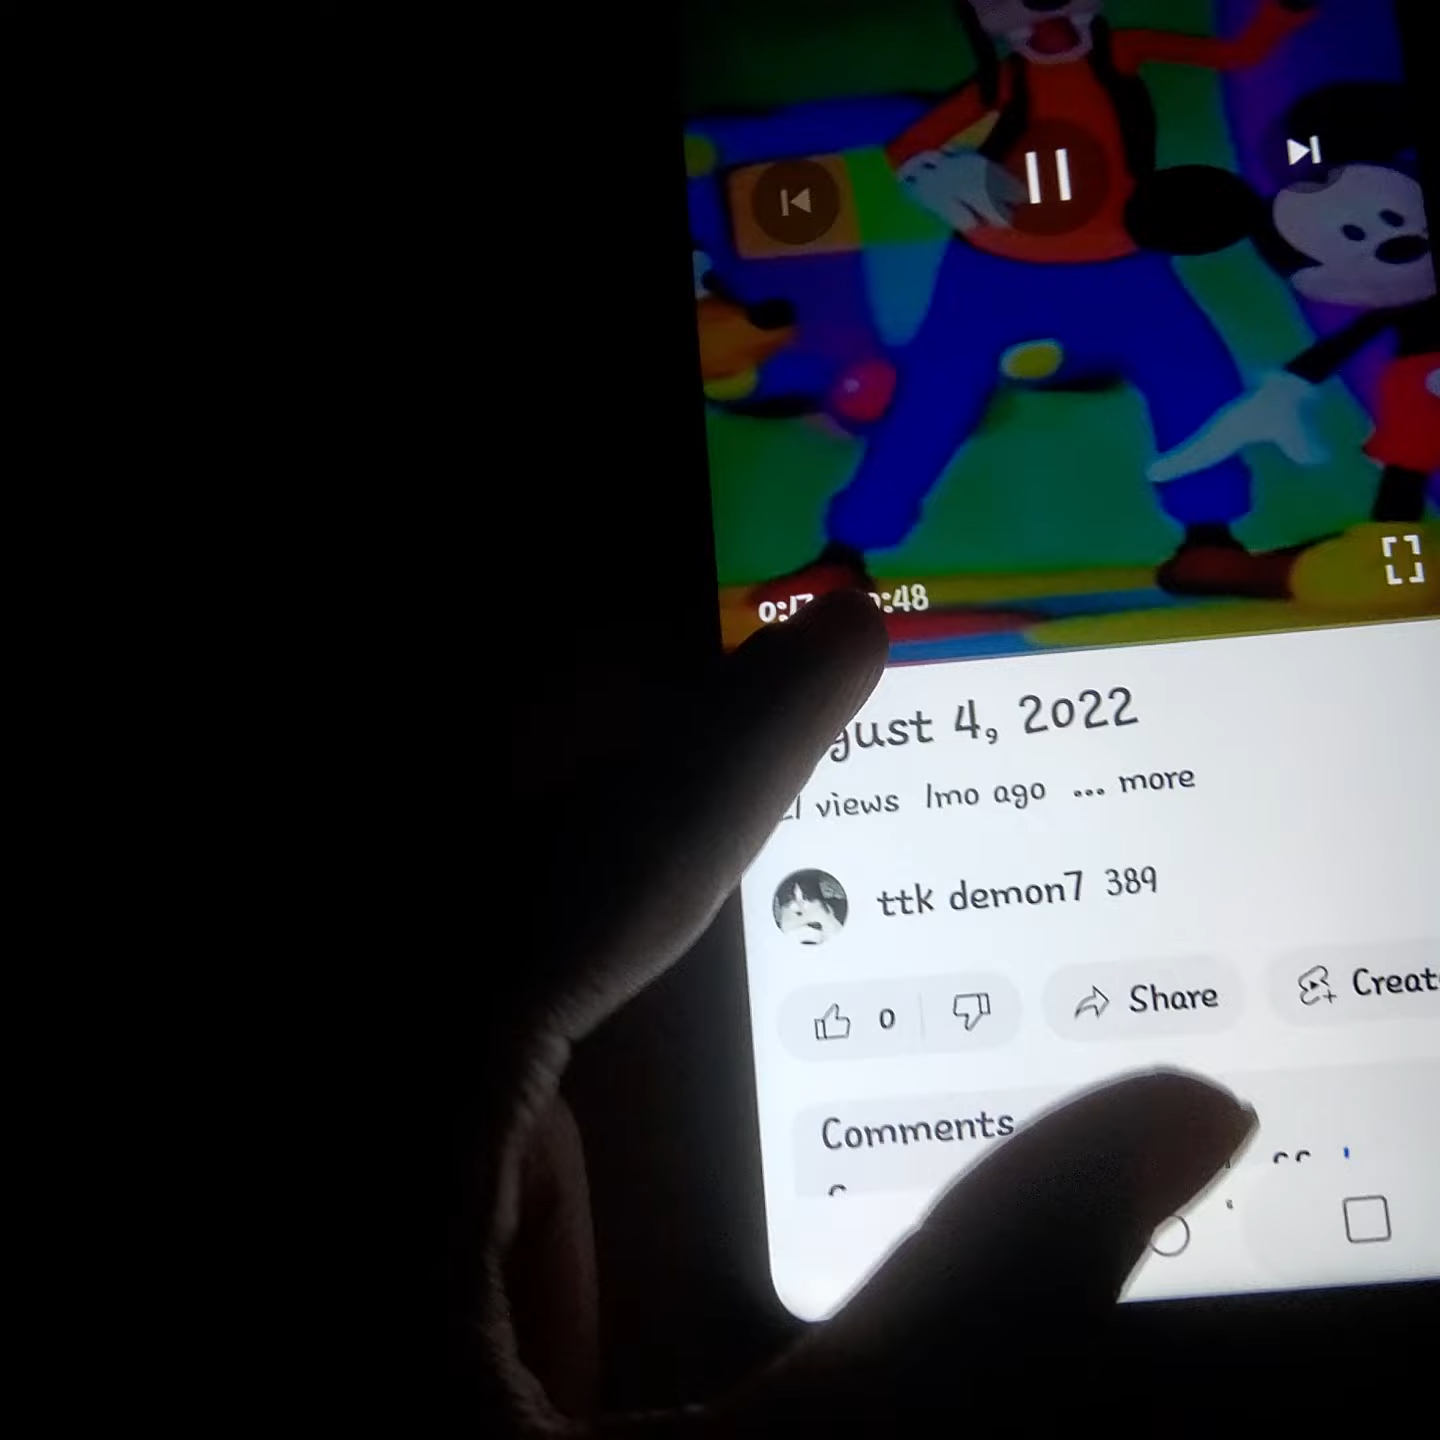 :48
gust 4, 2022
views 1mo ago ... more
ttk demon7 389
0
Share
Creat
Comments